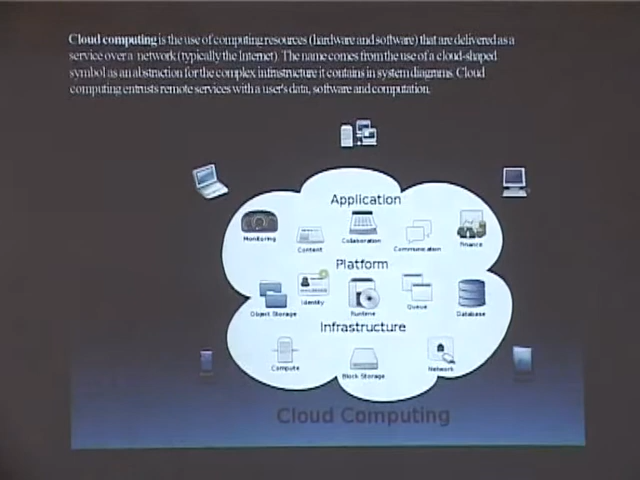 Cloud computing is the use of computing resources (hardware and software) that are delivered as a
service over a network (typically the Internet). The name comes from the use of a cloud-shaped
symbol as an abstraction for the complex infrastructure it contains in system diagrams. Cloud
computing entrusts remote services with a user's data, software and computation.
Application
Monitoring
Content
Collaboration
Communication
Finance
Platform
Object Storage
Identity
Runtime
Queue
Database
Infrastructure
Compute
Block Storage
Network
Cloud Computing